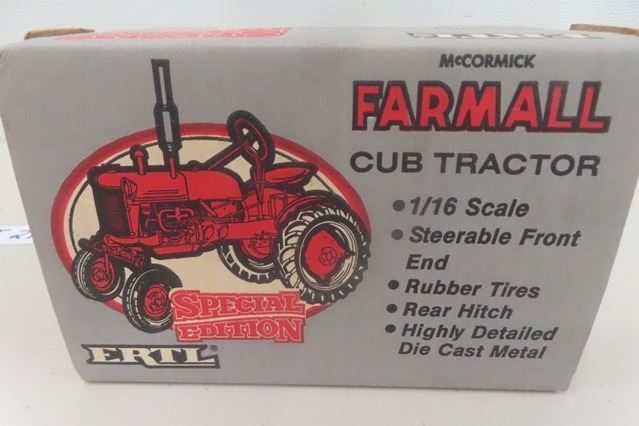 McCORMICK
FARMALL
CUB TRACTOR
• 1/16 Scale
• Steerable Front
End
• Rubber Tires
• Rear Hitch
• Highly Detailed
Die Cast Metal
SPECIAL
EDITION
ERTL®